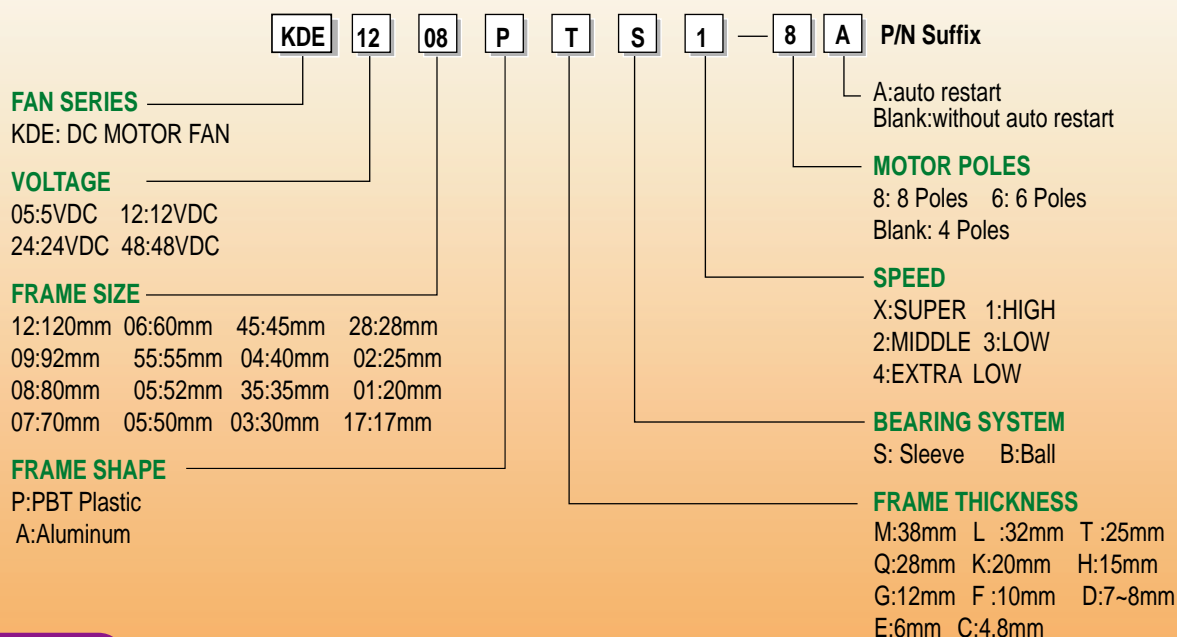 KDE 12 08 P T S 1 — 8 A P/N Suffix
FAN SERIES
KDE: DC MOTOR FAN
VOLTAGE
05:5VDC 12:12VDC
24:24VDC 48:48VDC
FRAME SIZE
12:120mm 06:60mm 45:45mm 28:28mm
09:92mm 55:55mm 04:40mm 02:25mm
08:80mm 05:52mm 35:35mm 01:20mm
07:70mm 05:50mm 03:30mm 17:17mm
FRAME SHAPE
P:PBT Plastic
A:Aluminum
A:auto restart
Blank:without auto restart
MOTOR POLES
8: 8 Poles 6: 6 Poles
Blank: 4 Poles
SPEED
X:SUPER 1:HIGH
2:MIDDLE 3:LOW
4:EXTRA LOW
BEARING SYSTEM
S: Sleeve B:Ball
FRAME THICKNESS
M:38mm L :32mm T :25mm
Q:28mm K:20mm H:15mm
G:12mm F :10mm D:7~8mm
E:6mm C:4.8mm